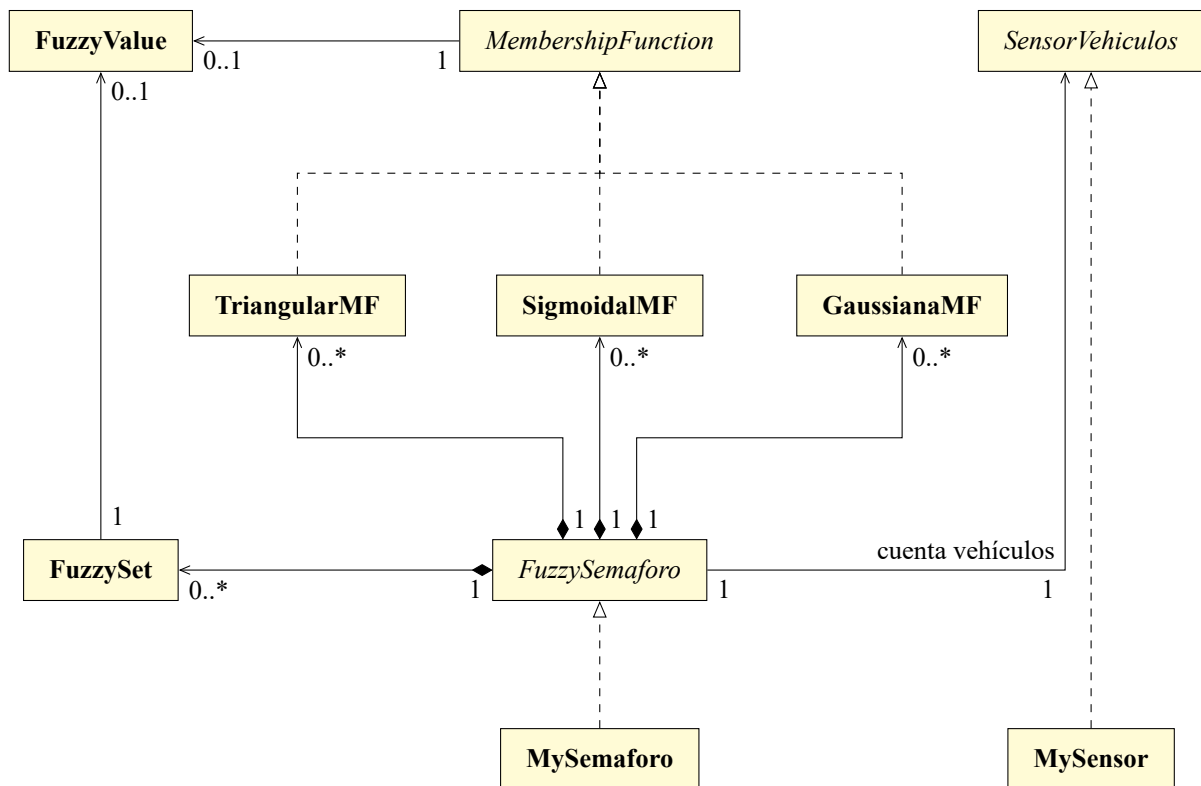 FuzzyValue
MembershipFunction
SensorVehiculos
0..1
1
0..1
TriangularMF
SigmoidalMF
GaussianaMF
0..*
0..*
0..*
1
1
1
1
cuenta vehículos
FuzzySet
FuzzySemaforo
0..*
1
1
1
MySemaforo
MySensor